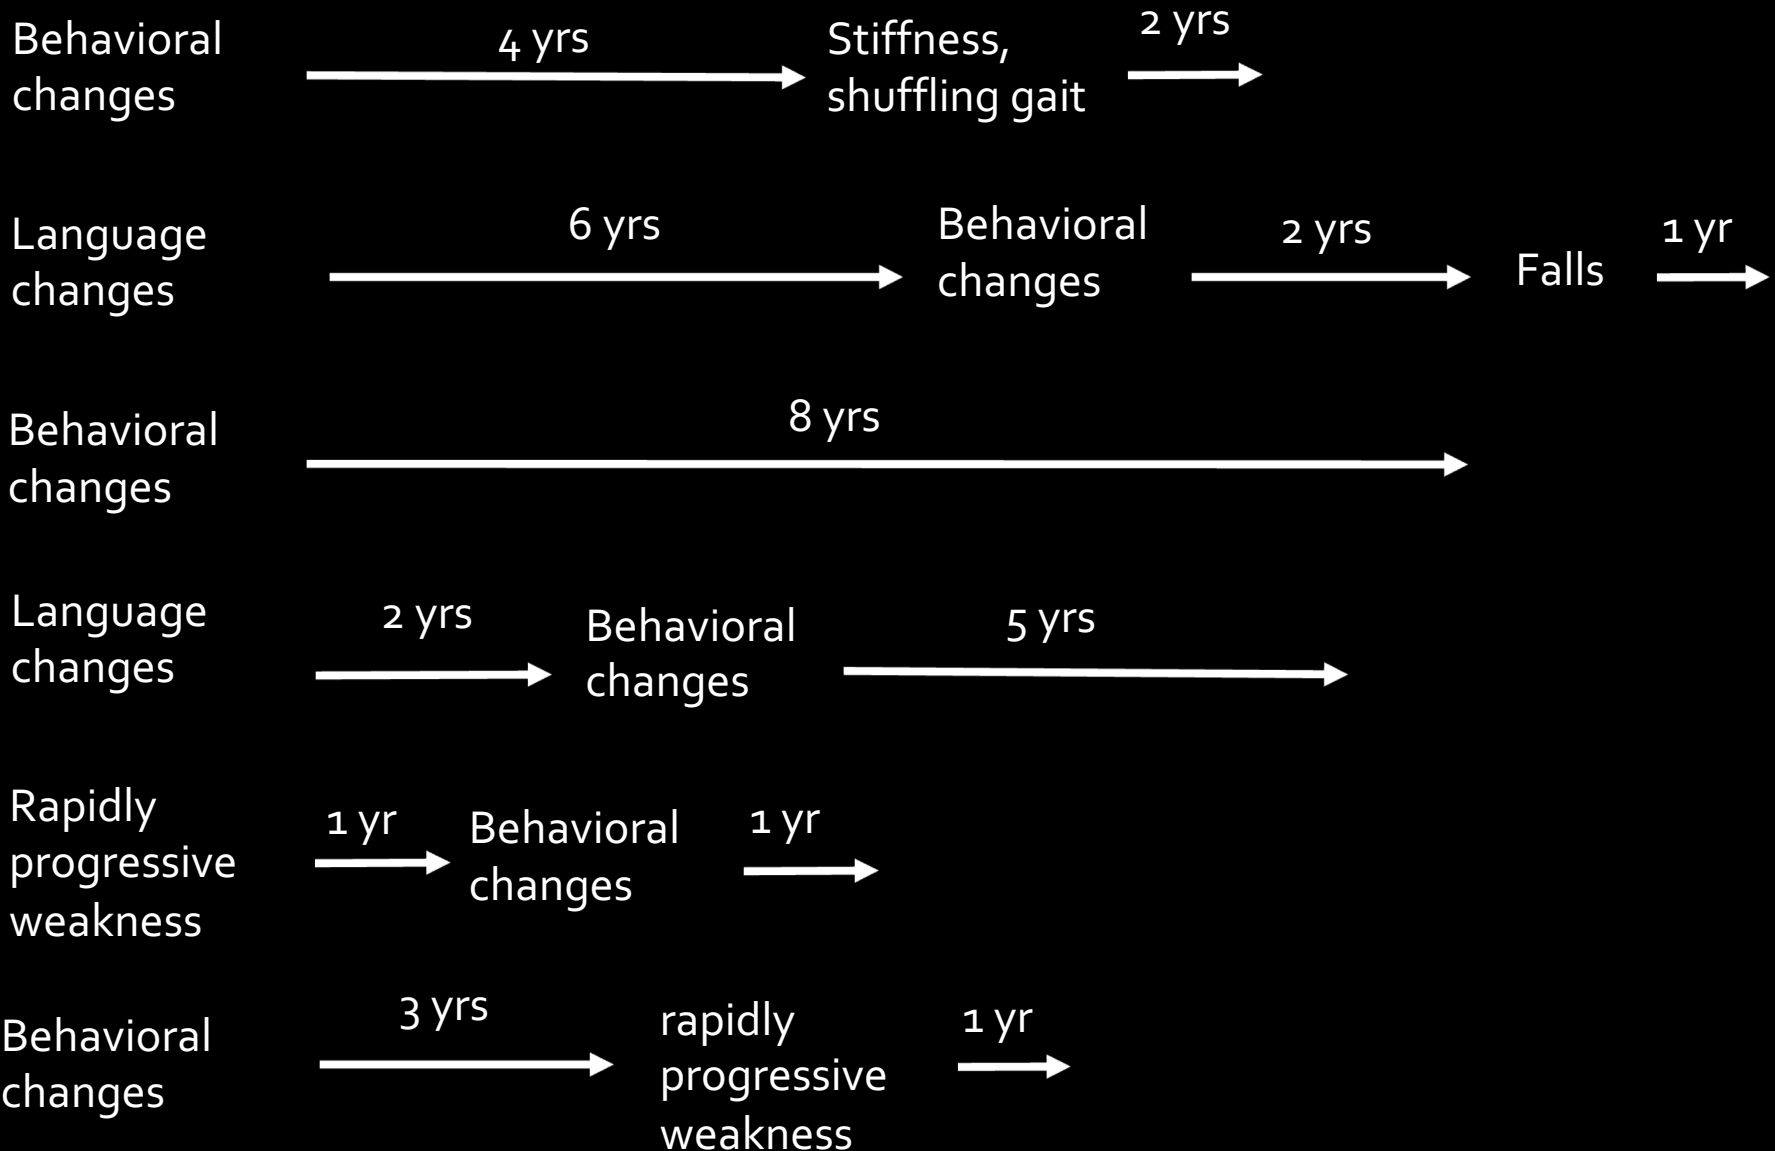 Behavioral
changes
4 yrs
Stiffness,
shuffling gait
2 yrs
Language
changes
6 yrs
Behavioral
changes
2 yrs
Falls
1 yr
Behavioral
changes
8 yrs
Language
changes
2 yrs
Behavioral
changes
5 yrs
Rapidly
progressive
weakness
1 yr
Behavioral
changes
1 yr
Behavioral
changes
3 yrs
rapidly
progressive
weakness
1 yr